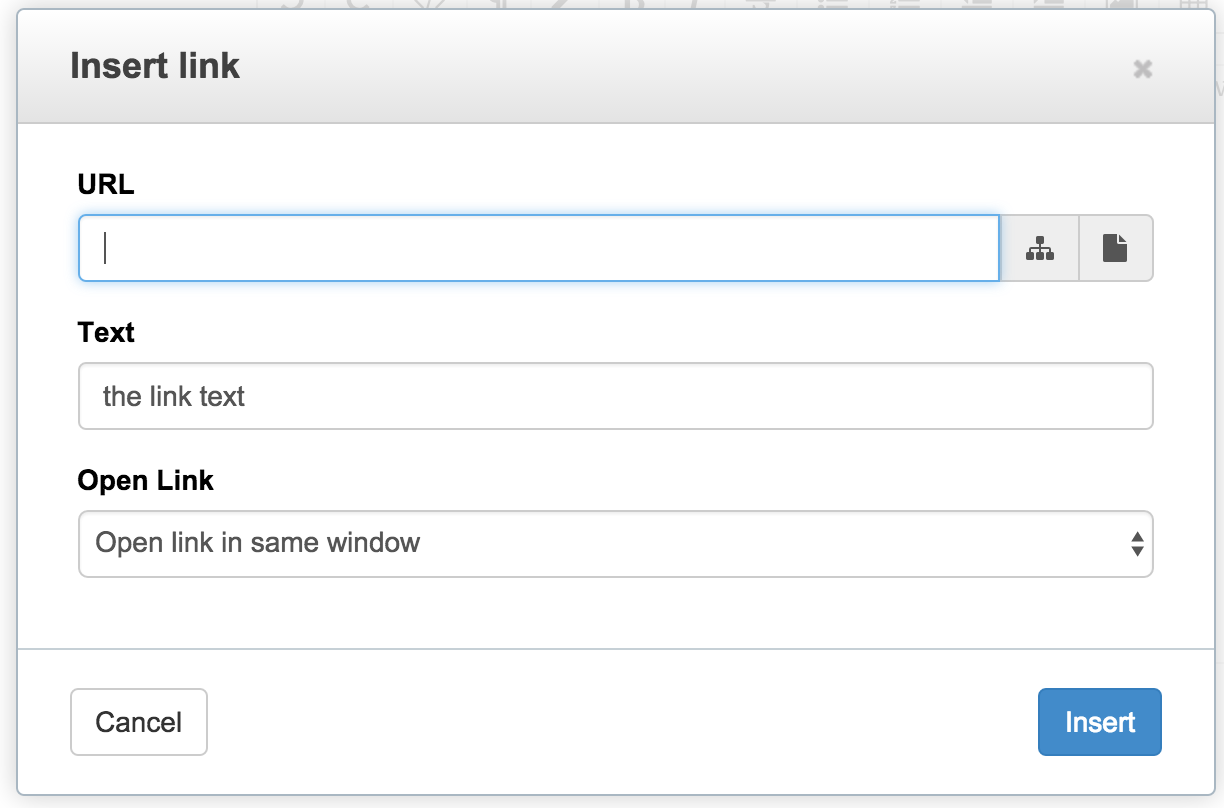 Insert link
URL
Text
the link text
Open Link
Open link in same window
Cancel
Insert